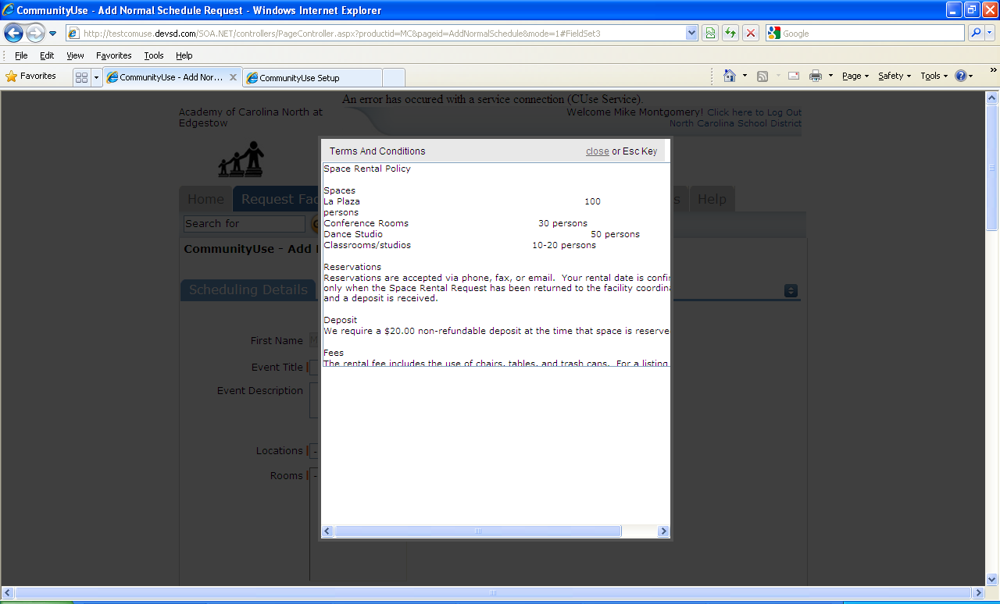 CommunityUse - Add Normal Schedule Request - Windows Internet Explorer
http://testcomuse.devsd.com/SOA.NET/controllers/PageController.aspx?productid=MC&pageid=AddNormalSchedule&mode=1#FieldSet3
Google
File Edit View Favorites Tools Help
Favorites
CommunityUse - Add Nor...
CommunityUse Setup
Page Safety Tools
An error has occured with a service connection (CUse Service).
Academy of Carolina North at
Edgestow
Welcome Mike Montgomery! Click here to Log Out
North Carolina School District
Terms And Conditions
close or Esc Key
Space Rental Policy
Spaces
La Plaza 100
persons
Conference Rooms 30 persons
Dance Studio 50 persons
Classrooms/studios 10-20 persons
Reservations
Reservations are accepted via phone, fax, or email. Your rental date is confir
only when the Space Rental Request has been returned to the facility coordina
and a deposit is received.
Deposit
We require a $20.00 non-refundable deposit at the time that space is reserve
Fees
The rental fee includes the use of chairs, tables, and trash cans. For a listing
Home
Request Fac
s
Help
Search for
CommunityUse - Add
Scheduling Details
First Name
Event Title
Event Description
Locations
Rooms